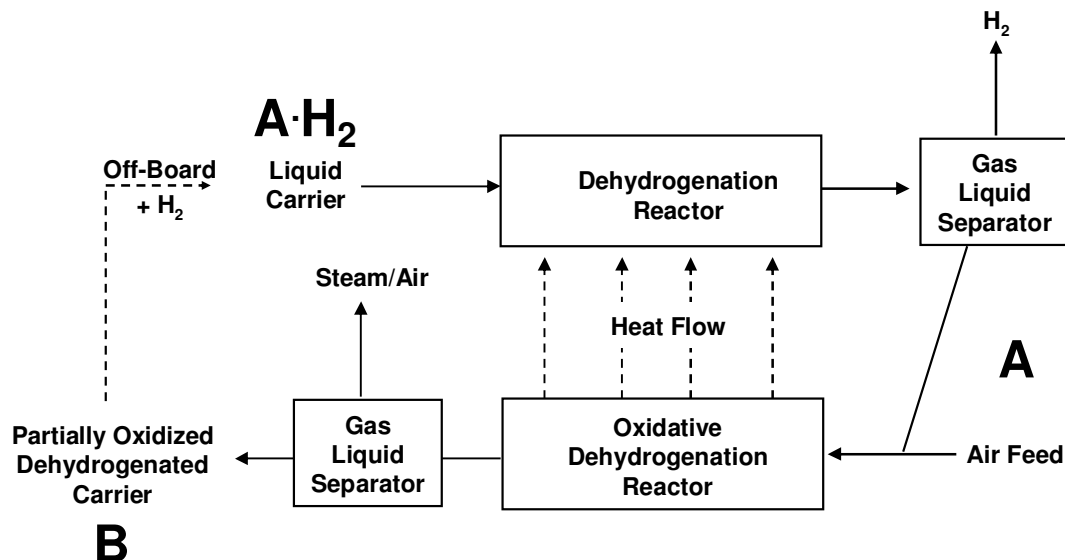 H₂
A·H₂
Off-Board
+ H₂
Liquid
Carrier
Dehydrogenation
Reactor
Gas
Liquid
Separator
Steam/Air
Heat Flow
A
Partially Oxidized
Dehydrogenated
Carrier
B
Gas
Liquid
Separator
Oxidative
Dehydrogenation
Reactor
Air Feed